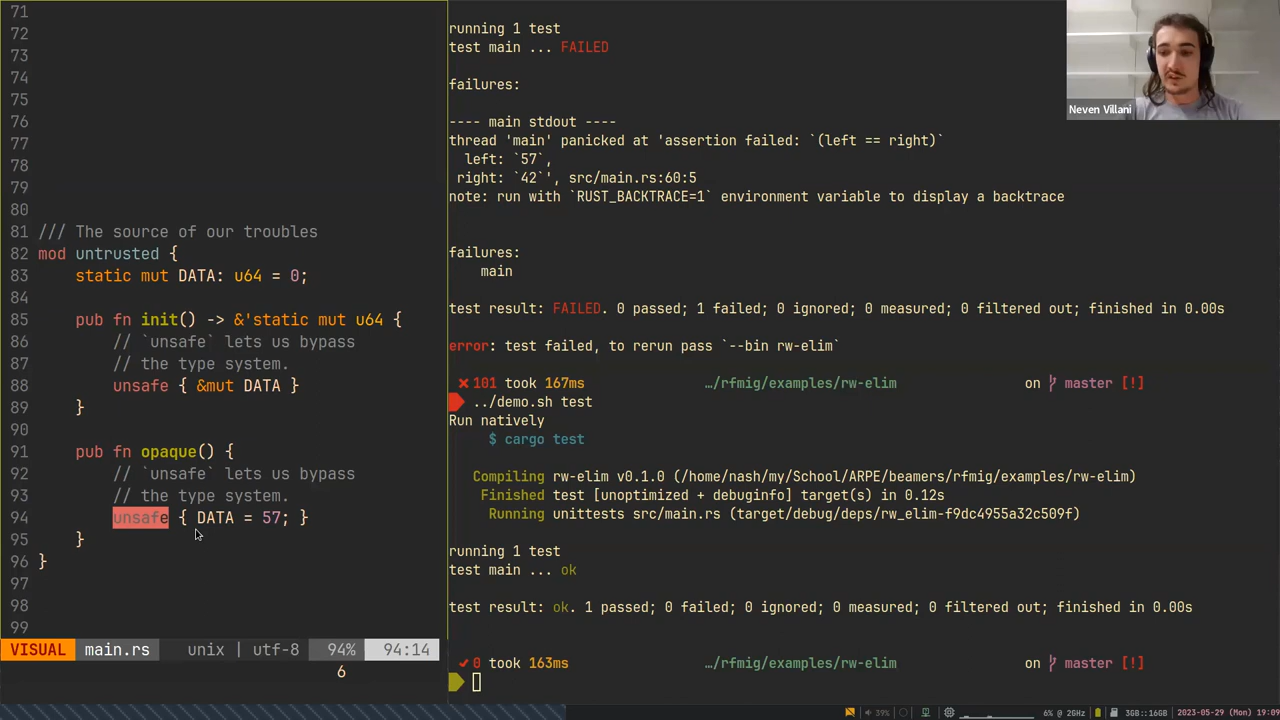 71
72
73
74
75
76
77
78
79
80
81 /// The source of our troubles
82 mod untrusted {
83 static mut DATA: u64 = 0;
84
85 pub fn init() -> &'static mut u64 {
86 // `unsafe` lets us bypass
87 // the type system.
88 unsafe { &mut DATA }
89 }
90
91 pub fn opaque() {
92 // `unsafe` lets us bypass
93 // the type system.
94 unsafe { DATA = 57; }
95 }
96 }
97
98
99
VISUAL main.rs unix | utf-8 94% 94:14
6
running 1 test
test main ... FAILED
failures:
---- main stdout ----
thread 'main' panicked at 'assertion failed: `(left == right)`
left: `57`,
right: `42`', src/main.rs:60:5
note: run with `RUST_BACKTRACE=1` environment variable to display a backtrace
failures:
main
test result: FAILED. 0 passed; 1 failed; 0 ignored; 0 measured; 0 filtered out; finished in 0.00s
error: test failed, to rerun pass `--bin rw-elim`
101 took 167ms …/rfmig/examples/rw-elim on master [!]
../demo.sh test
Run natively
$ cargo test
Compiling rw-elim v0.1.0 (/home/nash/my/School/ARPE/beamers/rfmig/examples/rw-elim)
Finished test [unoptimized + debuginfo] target(s) in 0.12s
Running unittests src/main.rs (target/debug/deps/rw_elim-f9dc4955a32c509f)
running 1 test
test main ... ok
test result: ok. 1 passed; 0 failed; 0 ignored; 0 measured; 0 filtered out; finished in 0.00s
0 took 163ms …/rfmig/examples/rw-elim on master [!]
Neven Villani
39% 6% @ 2GHz 3GB::16GB 2023-05-29 (Mon) 19:09